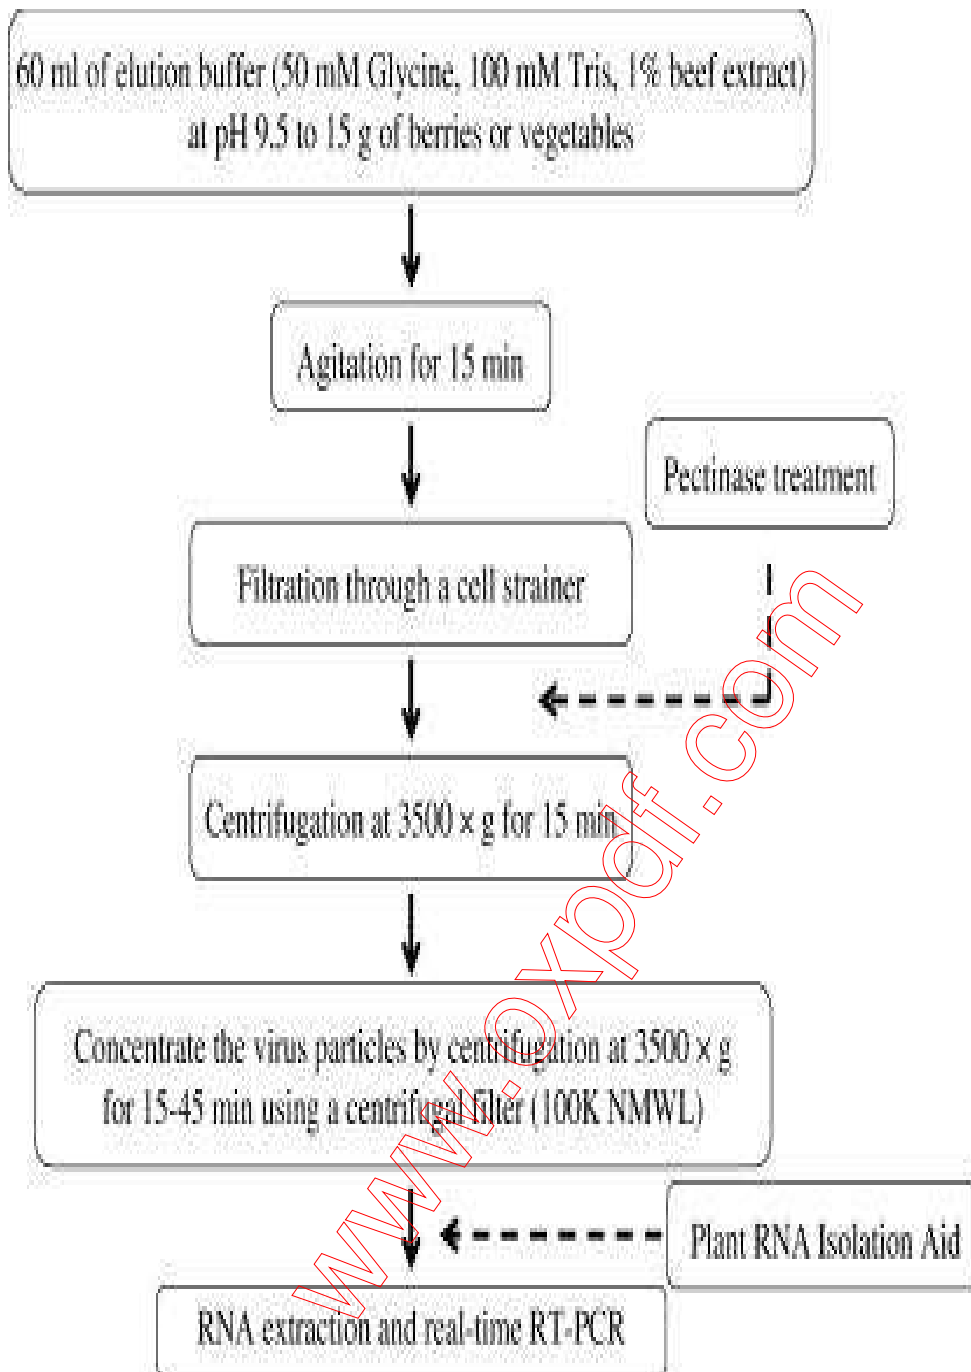 60 ml of elution buffer (50 mM Glycine, 100 mM Tris, 1% beef extract)
at pH 9.5 to 15 g of berries or vegetables
Agitation for 15 min
Pectinase treatment
Filtration through a cell strainer
Centrifugation at 3500 × g for 15 min
Concentrate the virus particles by centrifugation at 3500 × g
for 15-45 min using a centrifugal filter (100K NMWL)
Plant RNA Isolation Aid
RNA extraction and real-time RT-PCR
www.oxpdf.com